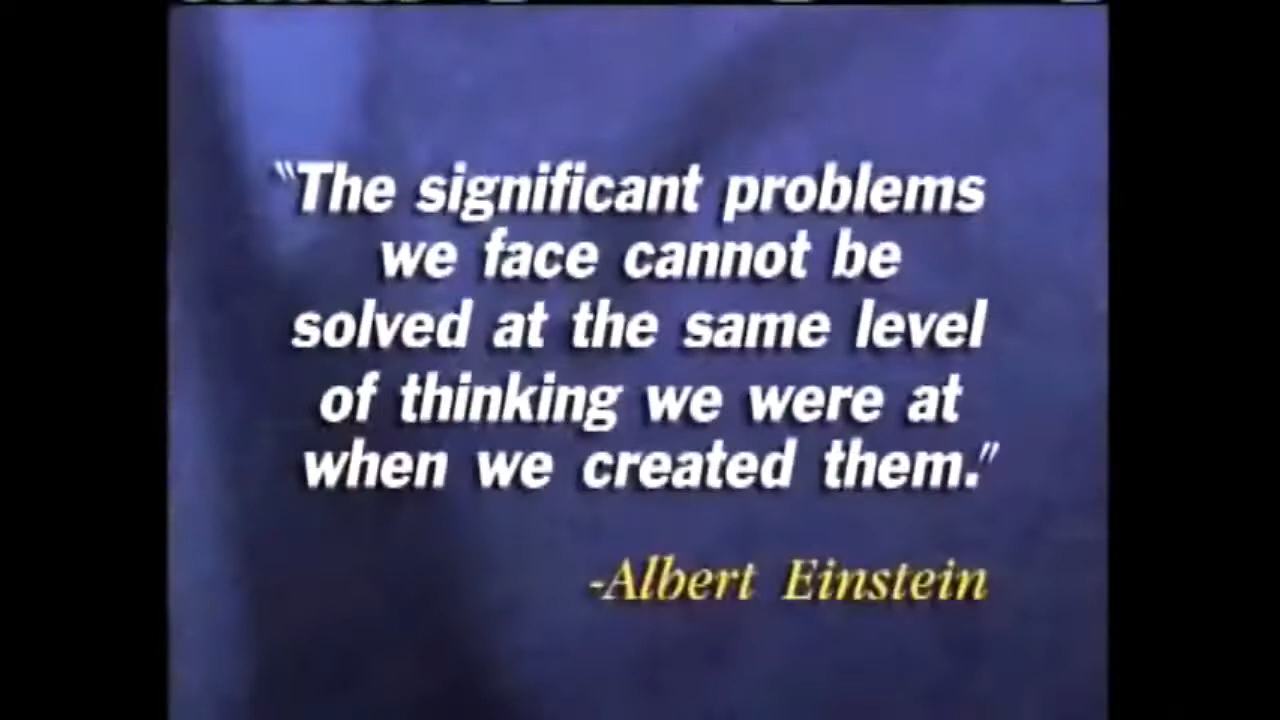 "The significant problems
we face cannot be
solved at the same level
of thinking we were at
when we created them."
-Albert Einstein